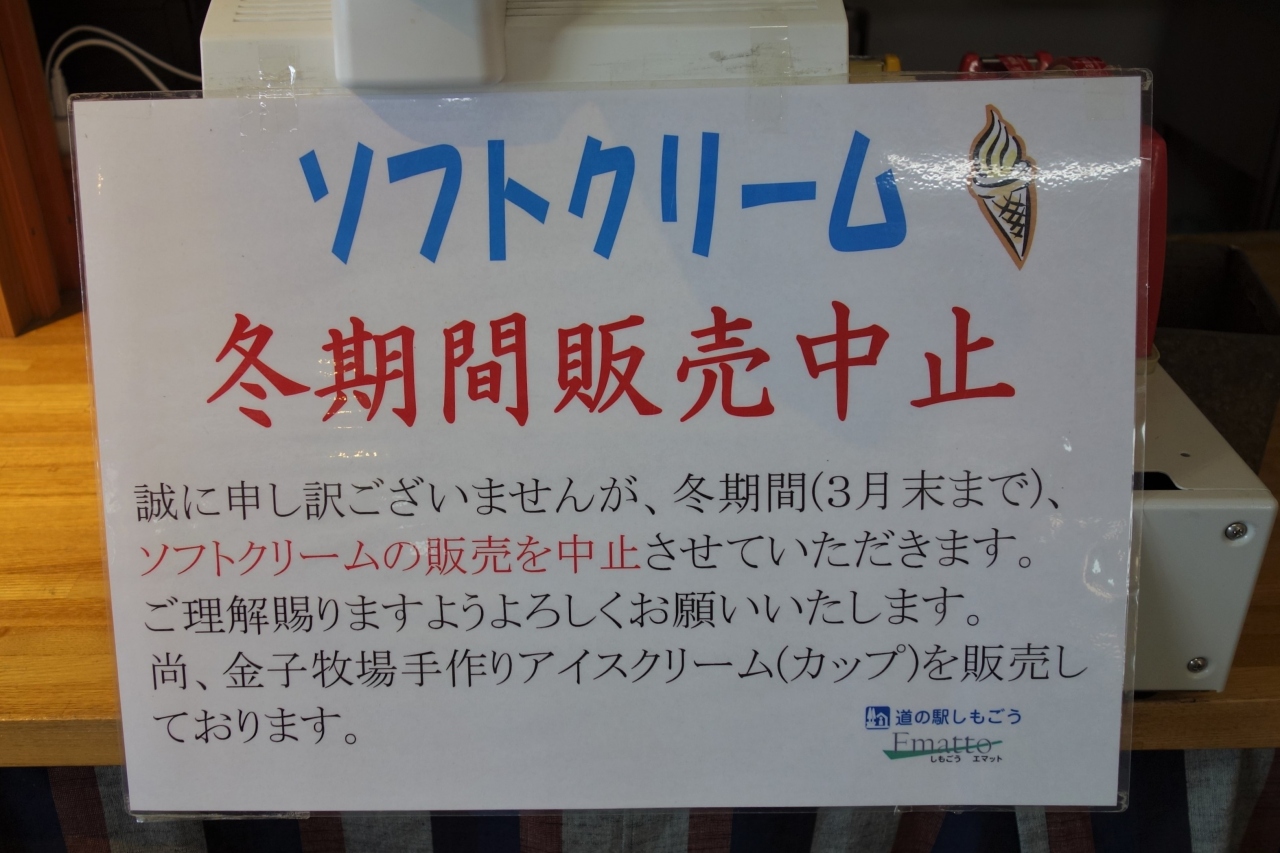 ソフトクリーム
冬期間販売中止
誠に申し訳ございませんが、冬期間(3月末まで)、
ソフトクリームの販売を中止させていただきます。
ご理解賜りますようよろしくお願いいたします。
尚、金子牧場手作りアイスクリーム(カップ)を販売し
ております。
道の駅しもごう
Ematto
しもごう エマット